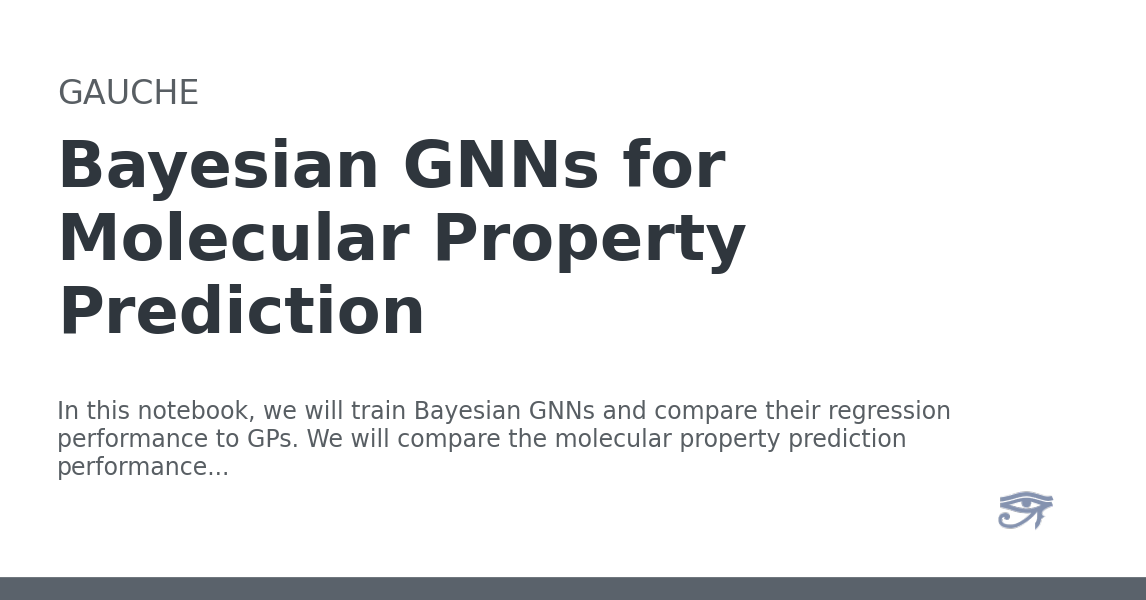 GAUCHE
Bayesian GNNs for
Molecular Property
Prediction
In this notebook, we will train Bayesian GNNs and compare their regression
performance to GPs. We will compare the molecular property prediction
performance...